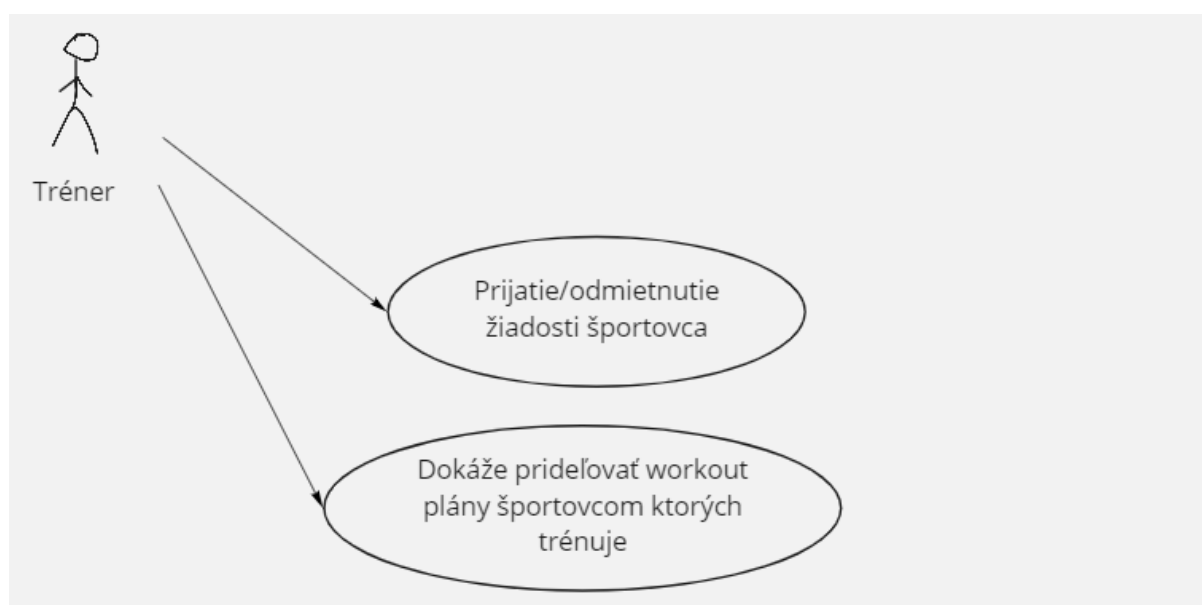 Tréner
Prijatie/odmietnutie
žiadosti športovca
Dokáže prideľovať workout
plány športovcom ktorých
trénuje